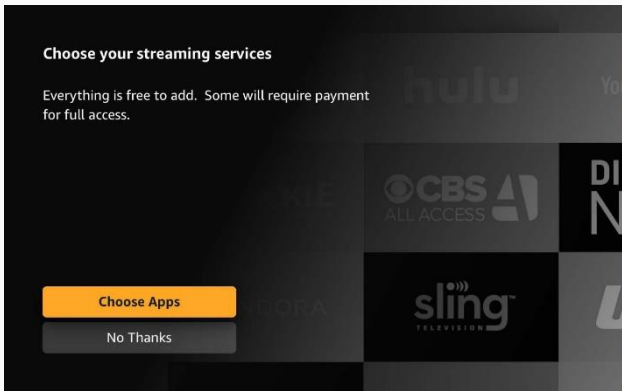 Choose your streaming services
Everything is free to add. Some will require payment
for full access.
hulu
CBS
ALL ACCESS
sling
TELEVISION
Choose Apps
No Thanks